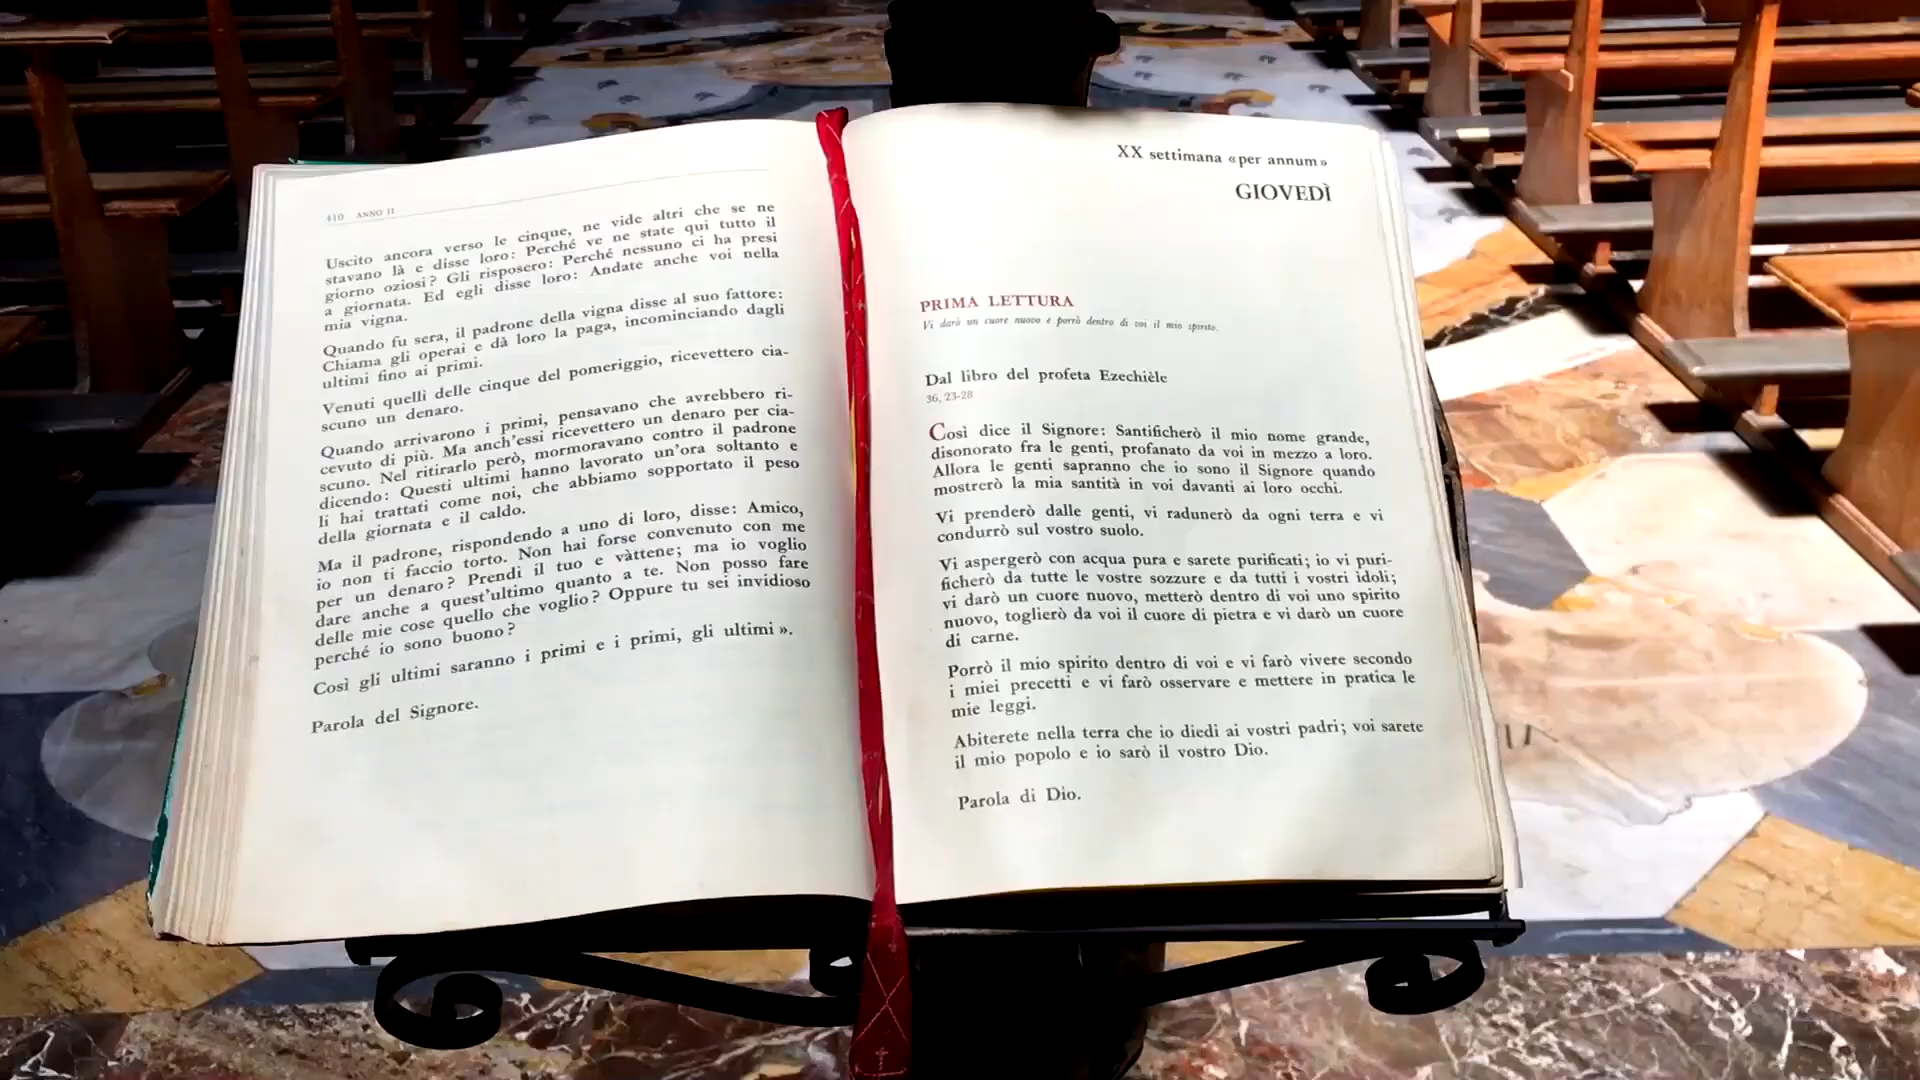 410 ANNO II
Uscito ancora verso le cinque, ne vide altri che se ne
stavano là e disse loro: Perché ve ne state qui tutto il
giorno oziosi? Gli risposero: Perché nessuno ci ha presi
a giornata. Ed egli disse loro: Andate anche voi nella
mia vigna.
Quando fu sera, il padrone della vigna disse al suo fattore:
Chiama gli operai e dà loro la paga, incominciando dagli
ultimi fino ai primi.
Venuti quelli delle cinque del pomeriggio, ricevettero cia-
scuno un denaro.
Quando arrivarono i primi, pensavano che avrebbero ri-
cevuto di più. Ma anch'essi ricevettero un denaro per cia-
scuno. Nel ritirarlo però, mormoravano contro il padrone
dicendo: Questi ultimi hanno lavorato un'ora soltanto e
li hai trattati come noi, che abbiamo sopportato il peso
della giornata e il caldo.
Ma il padrone, rispondendo a uno di loro, disse: Amico,
io non ti faccio torto. Non hai forse convenuto con me
per un denaro? Prendi il tuo e vàttene; ma io voglio
dare anche a quest'ultimo quanto a te. Non posso fare
delle mie cose quello che voglio? Oppure tu sei invidioso
perché io sono buono?
Così gli ultimi saranno i primi e i primi, gli ultimi ».
Parola del Signore.
XX settimana «per annum»
GIOVEDÌ
PRIMA LETTURA
Vi darò un cuore nuovo e porrò dentro di voi il mio spirito.
Dal libro del profeta Ezechièle
36, 23-28
Così dice il Signore: Santificherò il mio nome grande,
disonorato fra le genti, profanato da voi in mezzo a loro.
Allora le genti sapranno che io sono il Signore quando
mostrerò la mia santità in voi davanti ai loro occhi.
Vi prenderò dalle genti, vi radunerò da ogni terra e vi
condurrò sul vostro suolo.
Vi aspergerò con acqua pura e sarete purificati; io vi puri-
ficherò da tutte le vostre sozzure e da tutti i vostri idoli;
vi darò un cuore nuovo, metterò dentro di voi uno spirito
nuovo, toglierò da voi il cuore di pietra e vi darò un cuore
di carne.
Porrò il mio spirito dentro di voi e vi farò vivere secondo
i miei precetti e vi farò osservare e mettere in pratica le
mie leggi.
Abiterete nella terra che io diedi ai vostri padri; voi sarete
il mio popolo e io sarò il vostro Dio.
Parola di Dio.